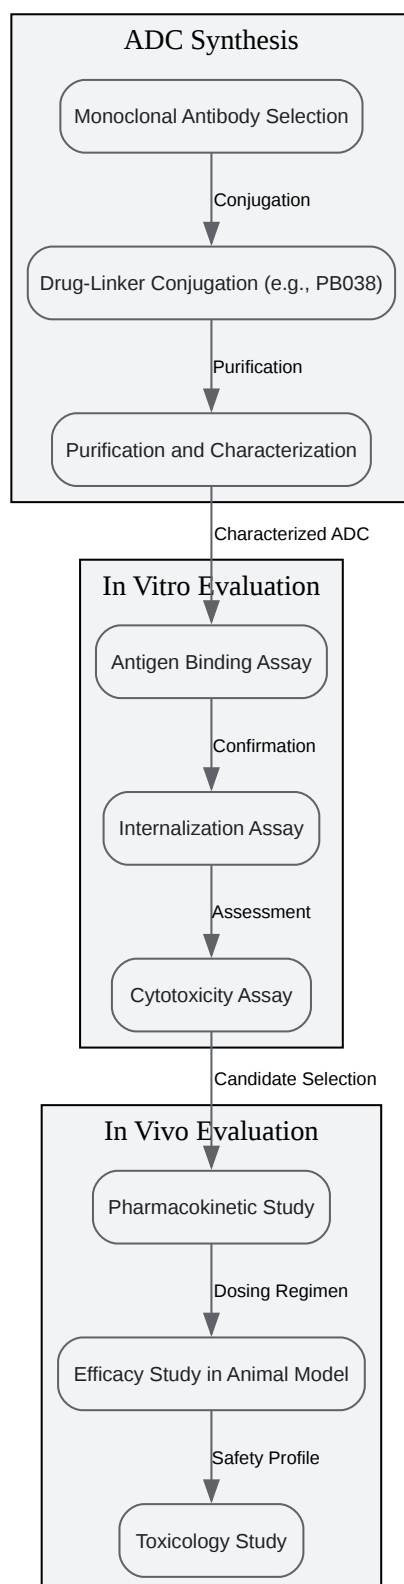 ADC Synthesis
Monoclonal Antibody Selection
Conjugation
Drug-Linker Conjugation (e.g., PB038)
Purification
Purification and Characterization
Characterized ADC
In Vitro Evaluation
Antigen Binding Assay
Confirmation
Internalization Assay
Assessment
Cytotoxicity Assay
Candidate Selection
In Vivo Evaluation
Pharmacokinetic Study
Dosing Regimen
Efficacy Study in Animal Model
Safety Profile
Toxicology Study